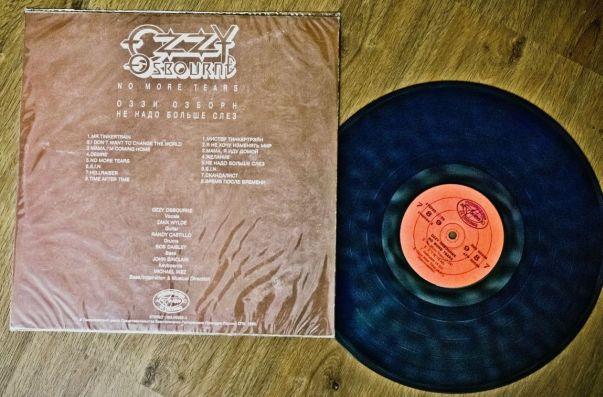 OZZY
OSBOURNE
NO MORE TEARS
ОЗЗИ ОЗБОРН
НЕ НАДО БОЛЬШЕ СЛЕЗ
1.MR.TINKERTRAIN
2.I DON'T WANT TO CHANGE THE WORLD
3.MAMA,I'M COMING HOME
4.DESIRE
5.NO MORE TEARS
6.S.I.N.
7.HELLRAISER
8.TIME AFTER TIME
1.МИСТЕР ТИНКЕРТРЭЙН
2.Я НЕ ХОЧУ ИЗМЕНЯТЬ МИР
3.МАМА, Я ИДУ ДОМОЙ
4.ЖЕЛАНИЕ
5.НЕ НАДО БОЛЬШЕ СЛЕЗ
6.S.I.N.
7.СКАНДАЛИСТ
8.ВРЕМЯ ПОСЛЕ ВРЕМЕНИ
OZZY OSBOURNE
Vocals
ZAKK WYLDE
Guitar
RANDY CASTILLO
Drums
BOB DAISLEY
Bass
JOHN SINCLAIR
Keyboards
MICHAEL INEZ
Bass/Inspiration & Musical Direction